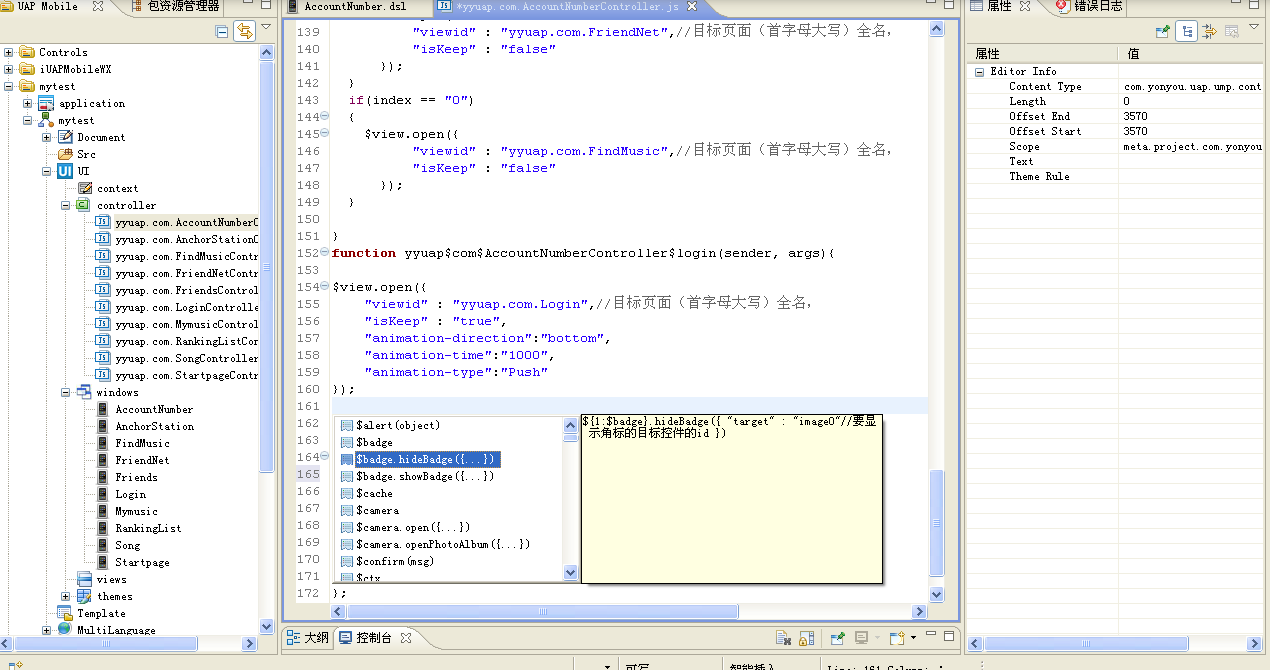 UAP Mobile
包资源管理器
Controls
iUAPMobileWX
mytest
application
mytest
Document
Src
UI
context
controller
yyuap.com.AccountNumberC
yyuap.com.AnchorStationC
yyuap.com.FindMusicContr
yyuap.com.FriendNetContr
yyuap.com.FriendsControl
yyuap.com.LoginControlle
yyuap.com.MymusicControl
yyuap.com.RankingListCon
yyuap.com.SongController
yyuap.com.StartpageContr
windows
AccountNumber
AnchorStation
FindMusic
FriendNet
Friends
Login
Mymusic
RankingList
Song
Startpage
views
themes
Template
MultiLanguage
AccountNumber.dsl
*yyuap.com.AccountNumberController.js
139 "viewid" : "yyuap.com.FriendNet",//目标页面（首字母大写）全名，
140 "isKeep" : "false"
141 });
142 }
143 if(index == "0")
144 {
145 $view.open({
146 "viewid" : "yyuap.com.FindMusic",//目标页面（首字母大写）全名，
147 "isKeep" : "false"
148 });
149 }
150
151 }
152 function yyuap$com$AccountNumberController$login(sender, args){
153
154 $view.open({
155 "viewid" : "yyuap.com.Login",//目标页面（首字母大写）全名，
156 "isKeep" : "true",
157 "animation-direction":"bottom",
158 "animation-time":"1000",
159 "animation-type":"Push"
160 });
161
162 $alert(object)
163 $badge
164 $badge.hideBadge({...})
165 $badge.showBadge({...})
166 $cache
167 $camera
168 $camera.open({...})
169 $camera.openPhotoAlbum({...})
170 $confirm(msg)
171 $ctx
172 };
${1:$badge}.hideBadge({ "target" : "image0"//要显
示角标的目标控件的id })
大纲
控制台
属性
错误日志
属性 值
Editor Info
Content Type com.yonyou.uap.ump.cont
Length 0
Offset End 3570
Offset Start 3570
Scope meta.project.com.yonyou
Text
Theme Rule
可写
智能插入